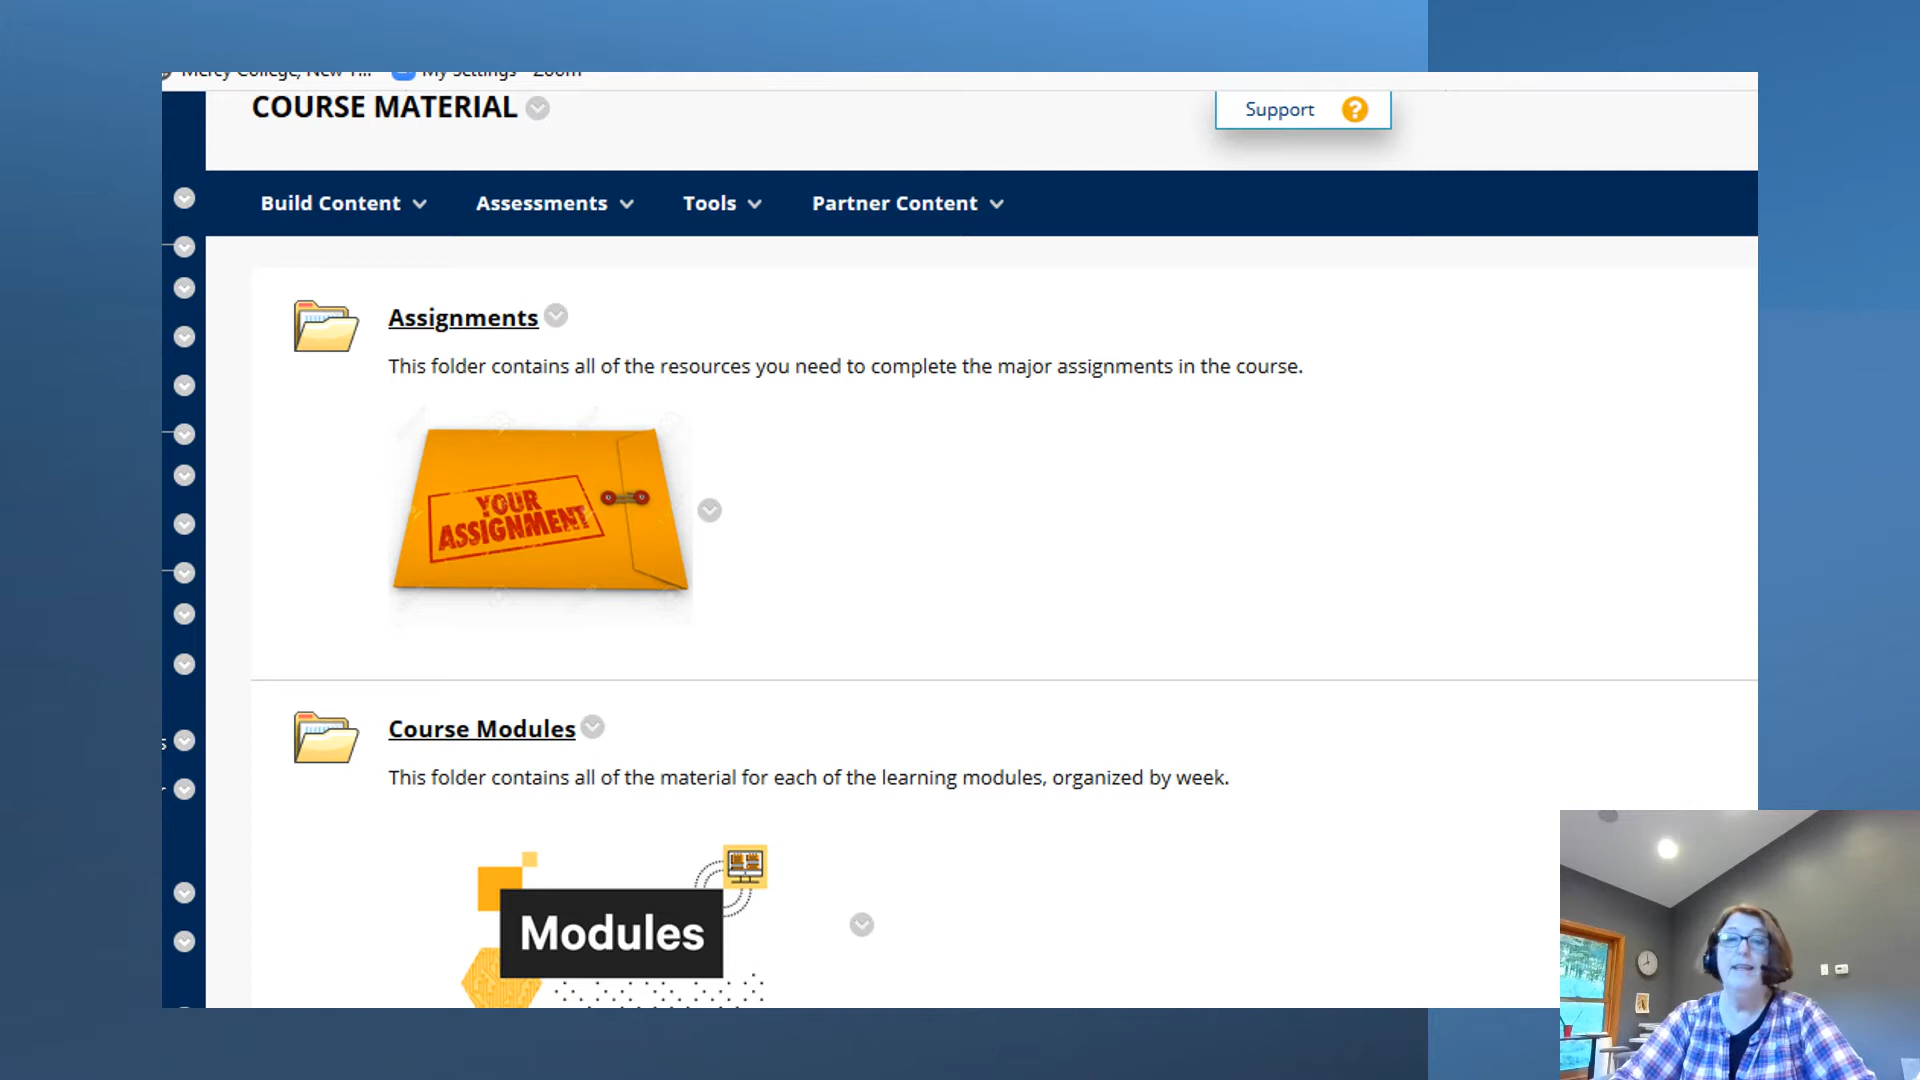 COURSE MATERIAL
Support ?
Build Content
Assessments
Tools
Partner Content
Assignments
This folder contains all of the resources you need to complete the major assignments in the course.
YOUR
ASSIGNMENT
Course Modules
This folder contains all of the material for each of the learning modules, organized by week.
Modules